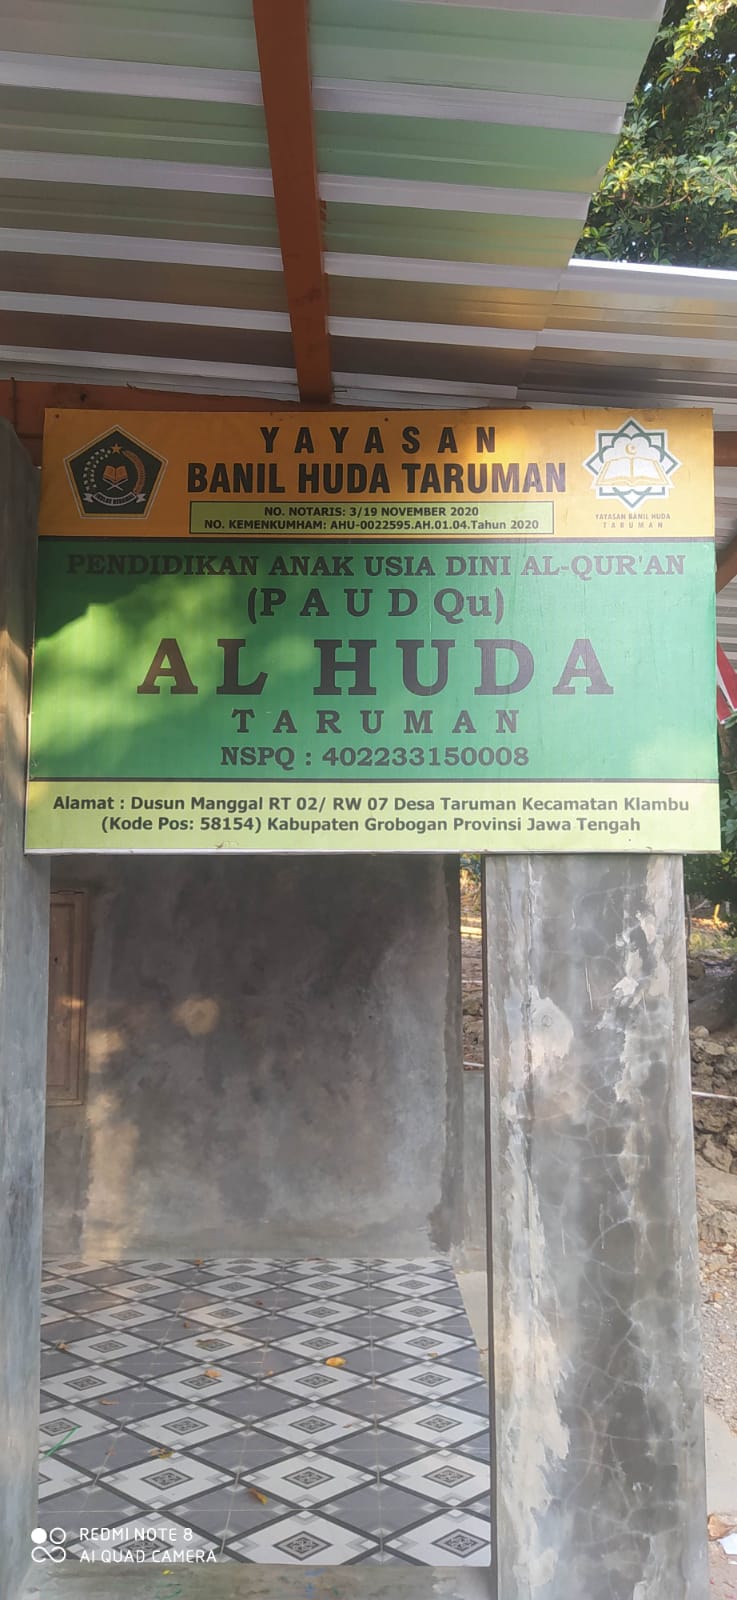 YAYASAN
BANIL HUDA TARUMAN
NO. NOTARIS: 3/19 NOVEMBER 2020
NO. KEMENKUMHAM: AHU-0022595.AH.01.04.Tahun 2020
YAYASAN BANIL HUDA
TARUMAN
PENDIDIKAN ANAK USIA DINI AL-QUR'AN
(PAUD Qu)
AL HUDA
TARUMAN
NSPQ : 402233150008
Alamat : Dusun Manggal RT 02/ RW 07 Desa Taruman Kecamatan Klambu
(Kode Pos: 58154) Kabupaten Grobogan Provinsi Jawa Tengah
REDMI NOTE 8
AI QUAD CAMERA